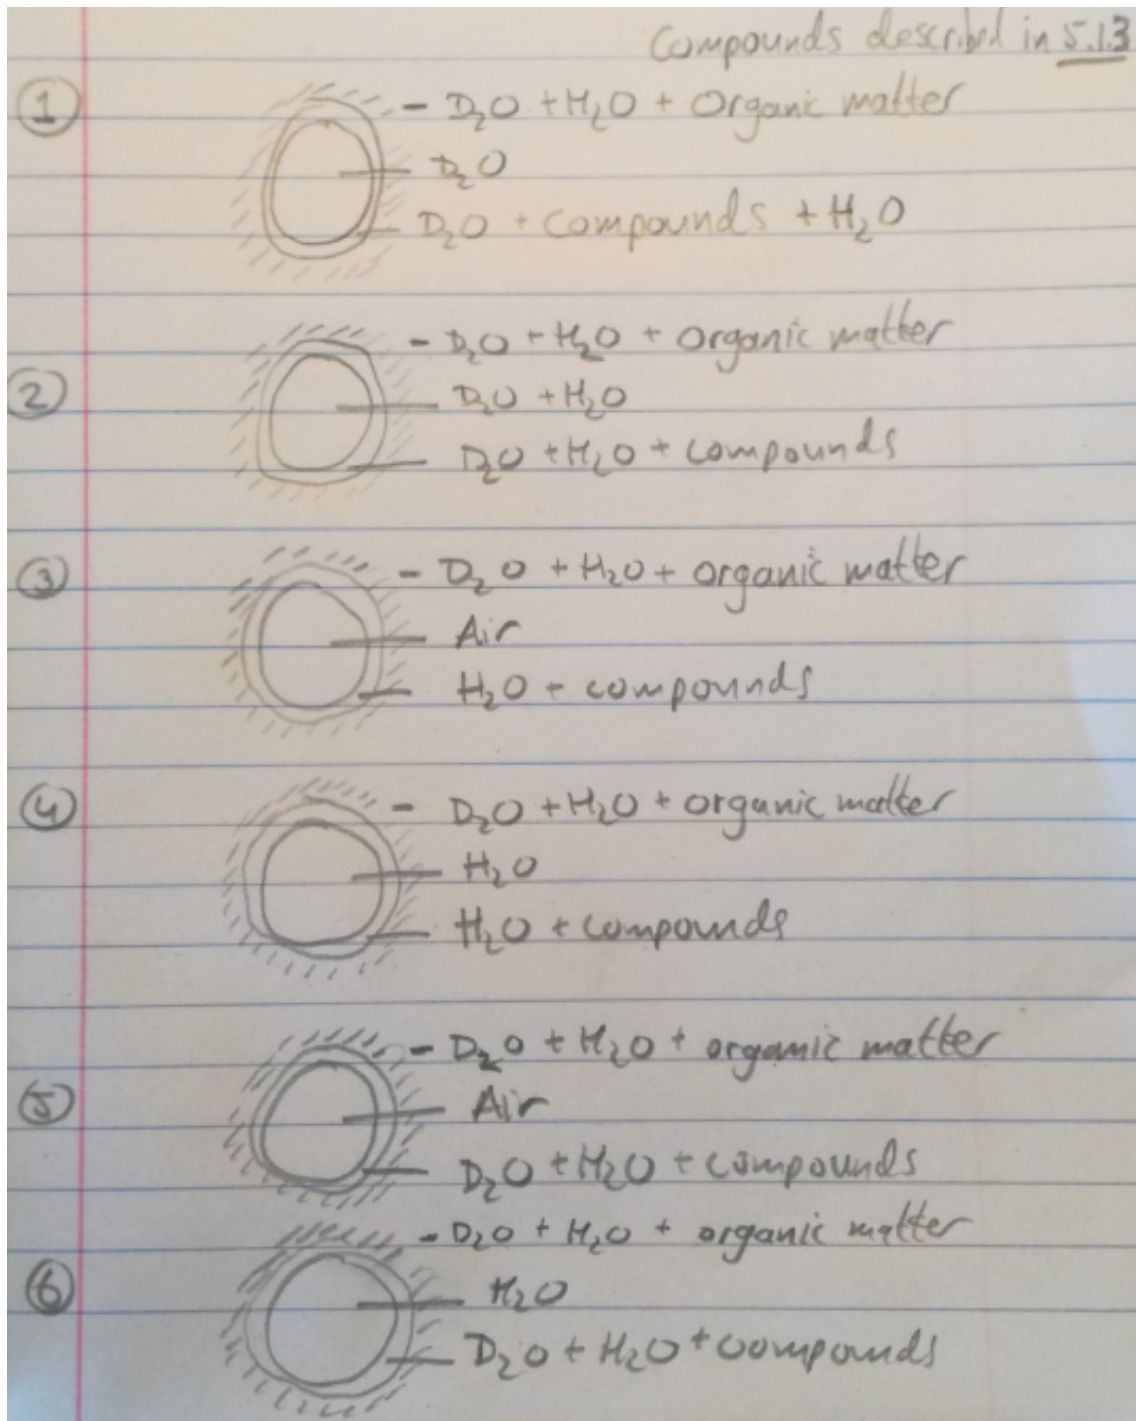 Compounds described in 5.1.3
① - D₂O + H₂O + Organic matter
D₂O
D₂O + compounds + H₂O
② - D₂O + H₂O + Organic matter
D₂O + H₂O
D₂O + H₂O + compounds
③ - D₂O + H₂O + organic matter
Air
H₂O + compounds
④ - D₂O + H₂O + organic matter
H₂O
H₂O + compounds
⑤ - D₂O + H₂O + organic matter
Air
D₂O + H₂O + compounds
⑥ - D₂O + H₂O + organic matter
H₂O
D₂O + H₂O + compounds